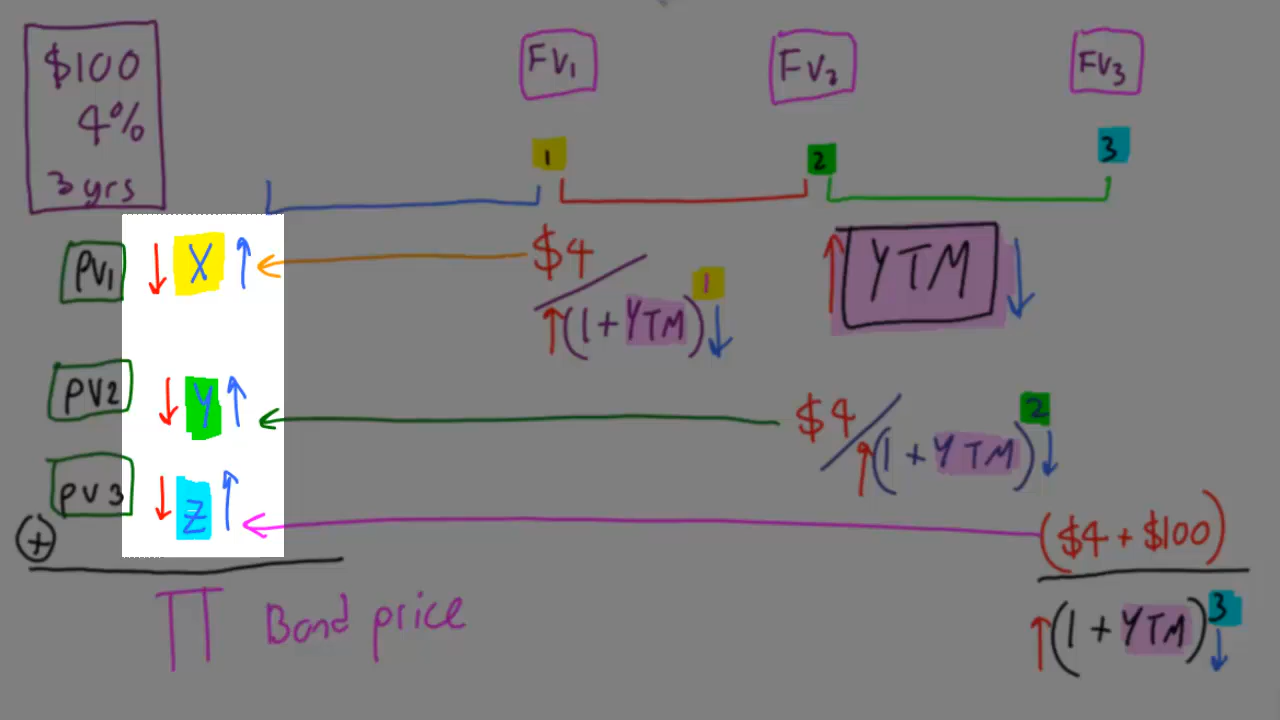 $100
4%
3 yrs
FV1
FV2
FV3
1
2
3
PV1 ↓ X ↑
$4 / ↑(1 + YTM)^1 ↓
↑ YTM ↓
PV2 ↓ Y ↑
$4 / ↑(1 + YTM)^2 ↓
PV3 ↓ Z ↑
($4 + $100)
↑(1 + YTM)^3 ↓
+
Π Bond price